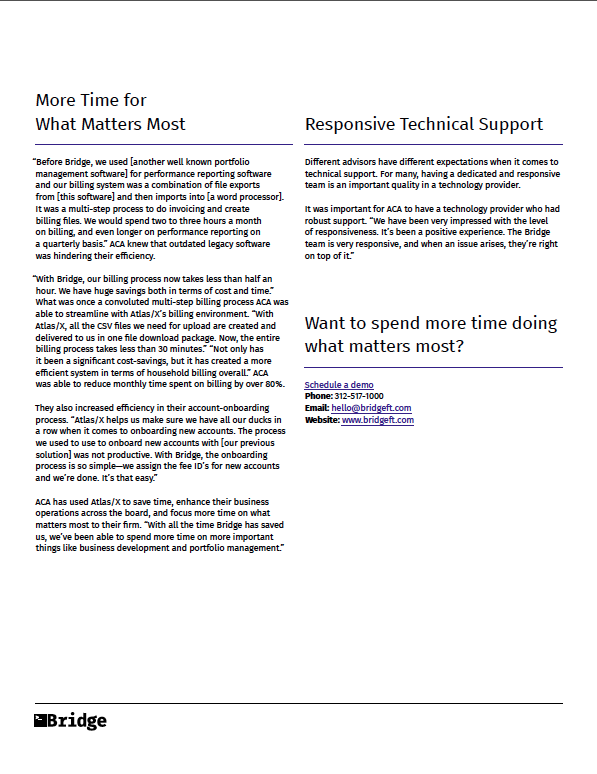 More Time for
What Matters Most
“Before Bridge, we used [another well known portfolio
management software] for performance reporting software
and our billing system was a combination of file exports
from [this software] and then imports into [a word processor].
It was a multi-step process to do invoicing and create
billing files. We would spend two to three hours a month
on billing, and even longer on performance reporting on
a quarterly basis.” ACA knew that outdated legacy software
was hindering their efficiency.
“With Bridge, our billing process now takes less than half an
hour. We have huge savings both in terms of cost and time.”
What was once a convoluted multi-step billing process ACA was
able to streamline with Atlas/X’s billing environment. “With
Atlas/X, all the CSV files we need for upload are created and
delivered to us in one file download package. Now, the entire
billing process takes less than 30 minutes.” “Not only has
it been a significant cost-savings, but it has created a more
efficient system in terms of household billing overall.” ACA
was able to reduce monthly time spent on billing by over 80%.
They also increased efficiency in their account-onboarding
process. “Atlas/X helps us make sure we have all our ducks in
a row when it comes to onboarding new accounts. The process
we used to use to onboard new accounts with [our previous
solution] was not productive. With Bridge, the onboarding
process is so simple—we assign the fee ID’s for new accounts
and we’re done. It’s that easy.”
ACA has used Atlas/X to save time, enhance their business
operations across the board, and focus more time on what
matters most to their firm. “With all the time Bridge has saved
us, we’ve been able to spend more time on more important
things like business development and portfolio management.”
Responsive Technical Support
Different advisors have different expectations when it comes to
technical support. For many, having a dedicated and responsive
team is an important quality in a technology provider.
It was important for ACA to have a technology provider who had
robust support. “We have been very impressed with the level
of responsiveness. It’s been a positive experience. The Bridge
team is very responsive, and when an issue arises, they’re right
on top of it.”
Want to spend more time doing
what matters most?
Schedule a demo
Phone: 312-517-1000
Email: hello@bridgeft.com
Website: www.bridgeft.com
Bridge